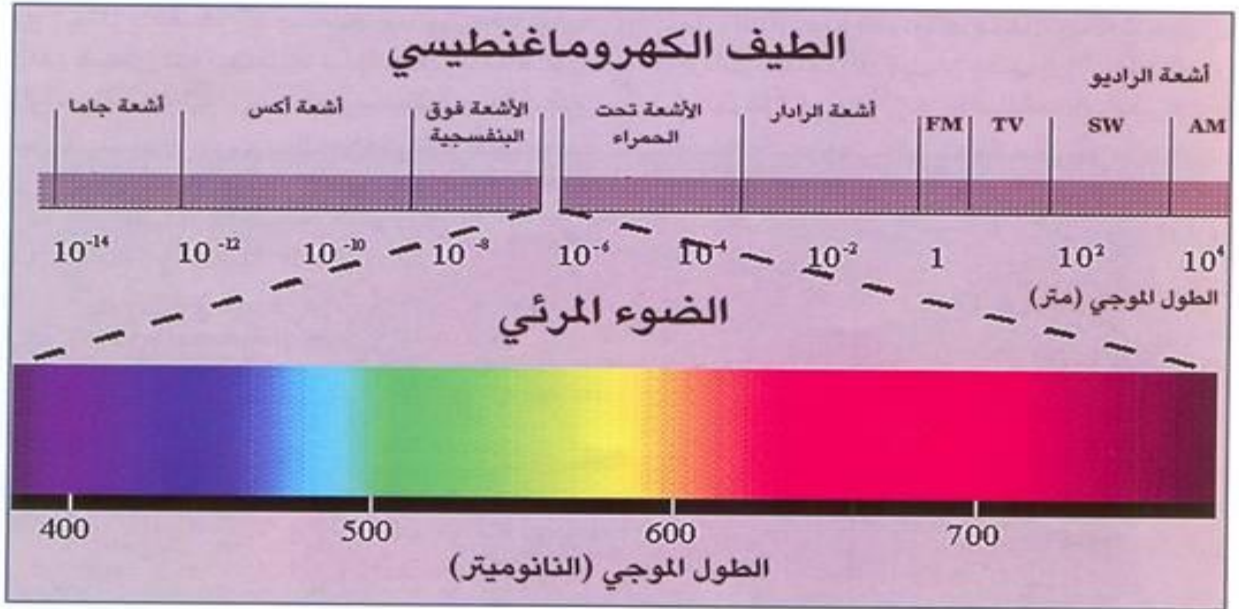 الطيف الكهروماغنطيسي
أشعة الراديو
أشعة جاما أشعة أكس الأشعة فوق البنفسجية الأشعة تحت الحمراء أشعة الرادار FM TV SW AM
10⁻¹⁴ 10⁻¹² 10⁻¹⁰ 10⁻⁸ 10⁻⁶ 10⁻⁴ 10⁻² 1 10² 10⁴
الطول الموجي (متر)
الضوء المرئي
400 500 600 700
الطول الموجي (النانوميتر)